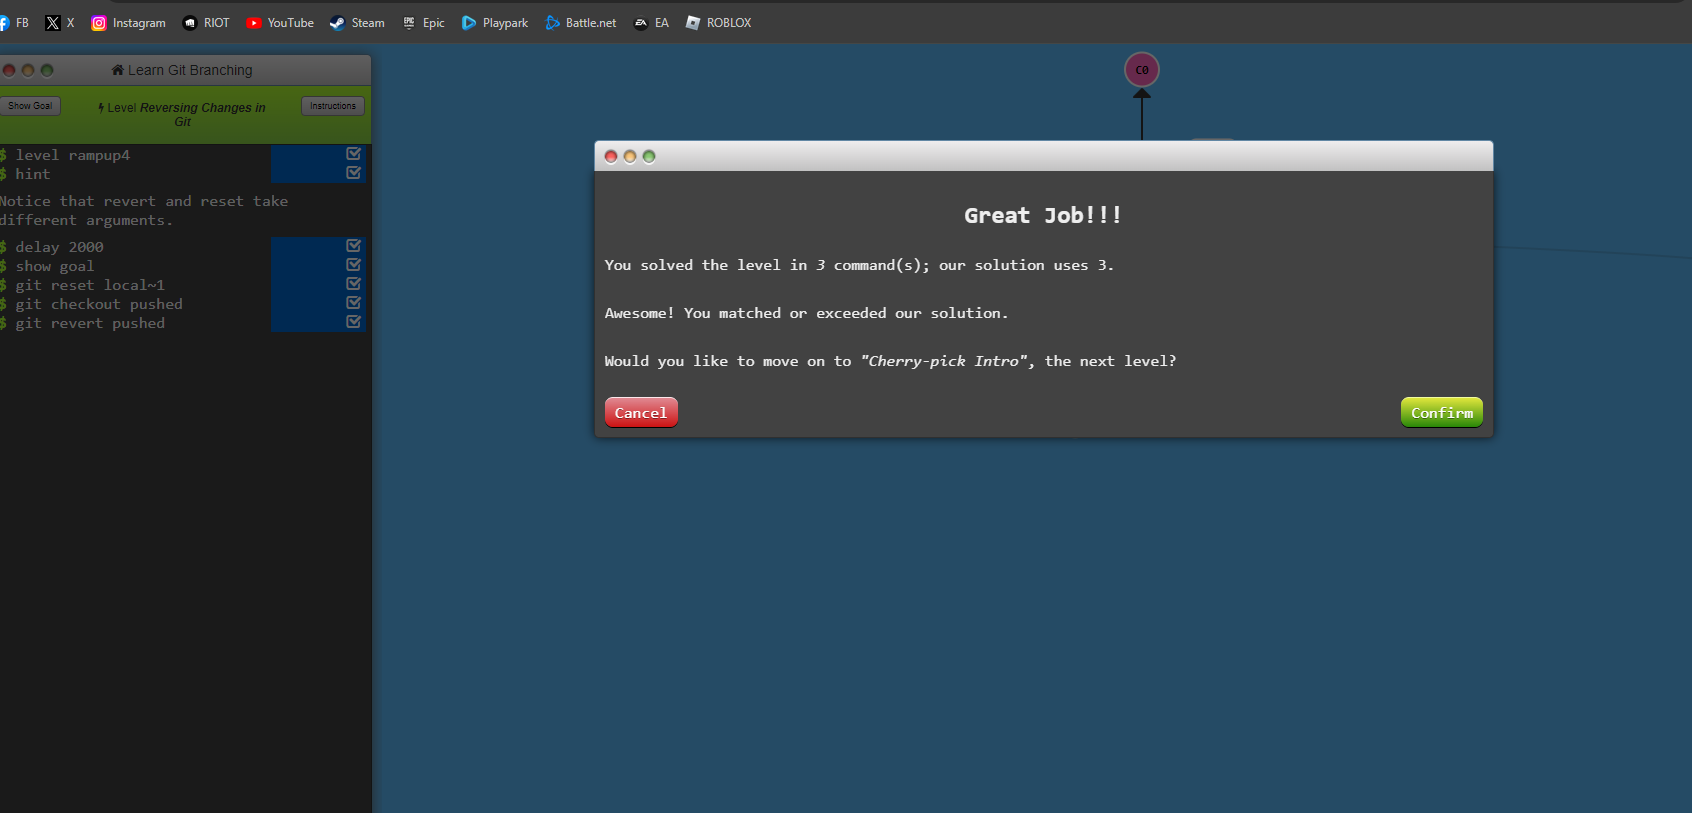 FB X Instagram RIOT YouTube Steam EPIC Epic Playpark Battle.net EA EA ROBLOX
Learn Git Branching
Show Goal
Level Reversing Changes in
Git
Instructions
$ level rampup4
$ hint
Notice that revert and reset take
different arguments.
$ delay 2000
$ show goal
$ git reset local~1
$ git checkout pushed
$ git revert pushed
C0
Great Job!!!
You solved the level in 3 command(s); our solution uses 3.
Awesome! You matched or exceeded our solution.
Would you like to move on to "Cherry-pick Intro", the next level?
Cancel
Confirm